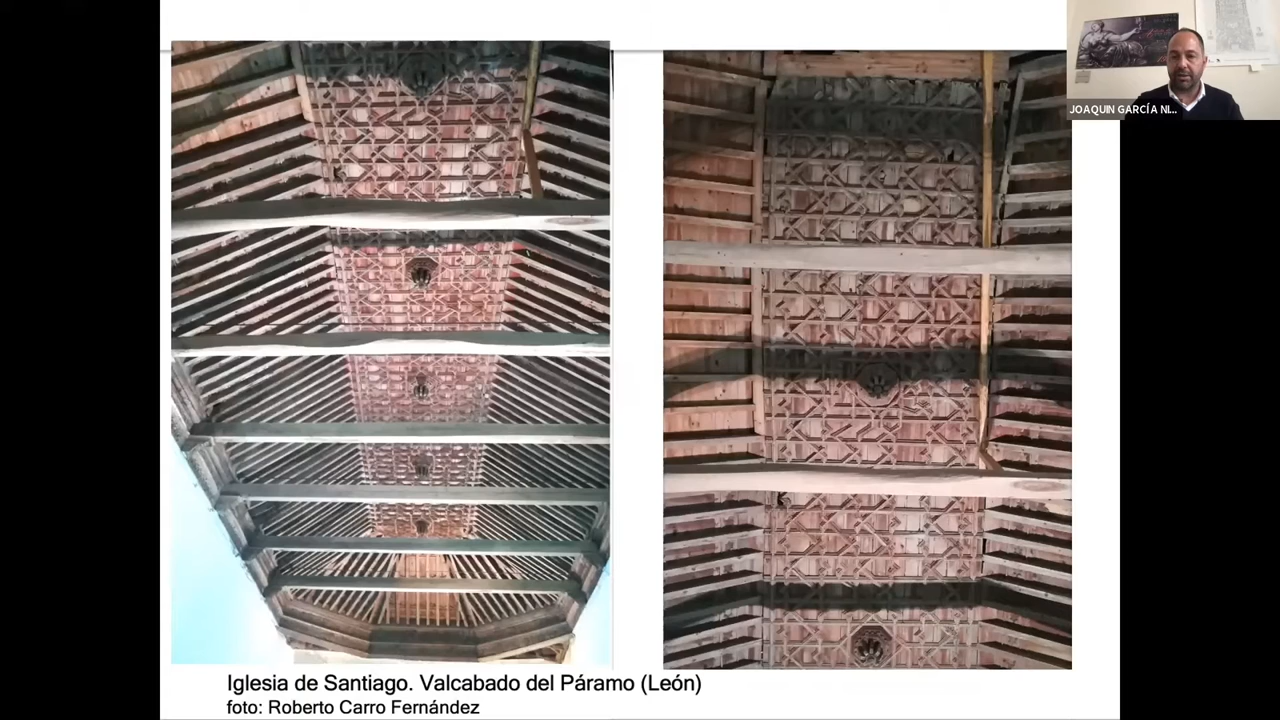 JOAQUIN GARCÍA NI...
Iglesia de Santiago. Valcabado del Páramo (León)
foto: Roberto Carro Fernández